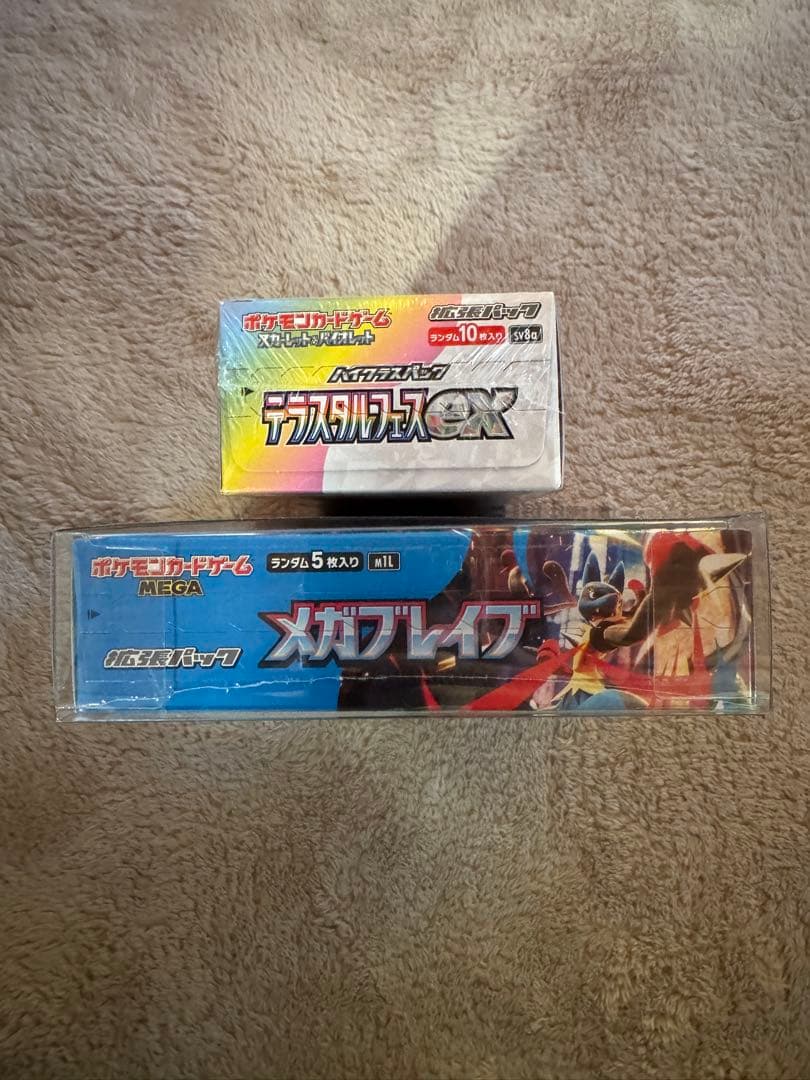 ポケモンカードゲーム
スカーレット&バイオレット
拡張パック
ランダム10枚入り SV8a
ハイクラスパック
テラスタルフェスex
ポケモンカードゲーム
MEGA
ランダム5枚入り M1L
拡張パック
メガブレイブ